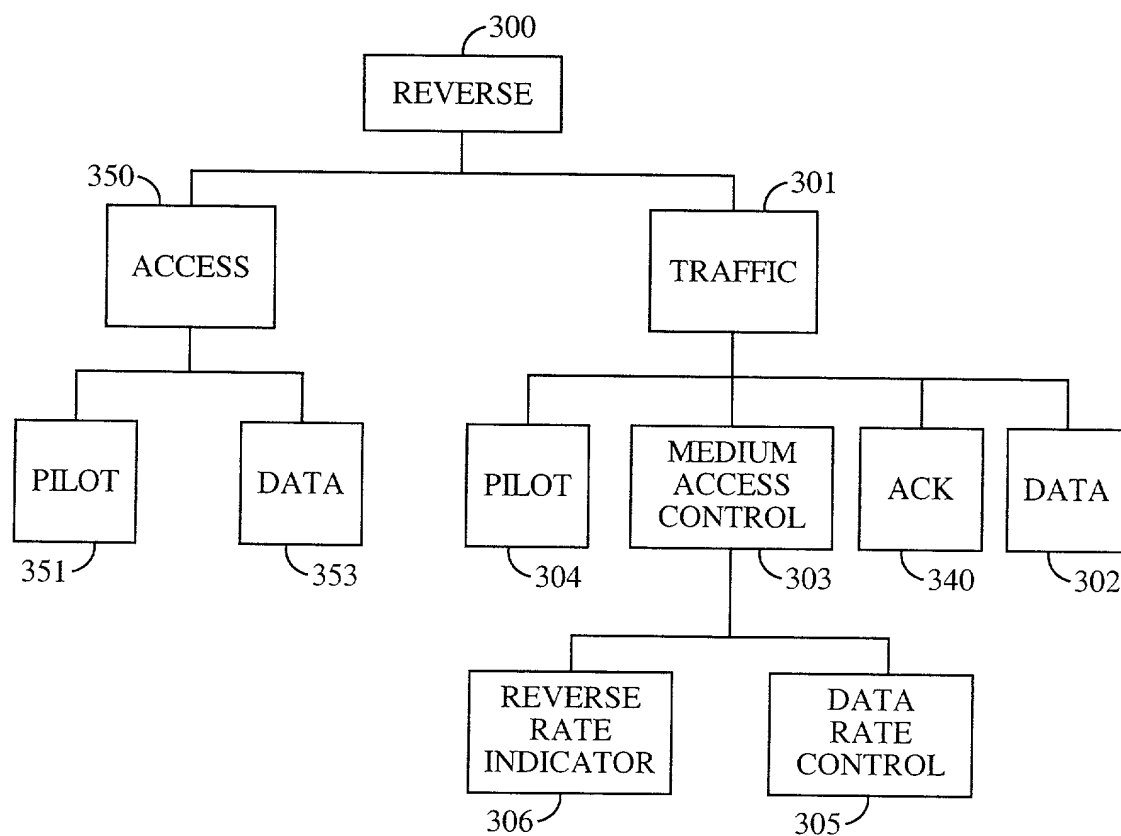 300
REVERSE
350
301
ACCESS
TRAFFIC
PILOT
DATA
PILOT
MEDIUM
ACCESS
CONTROL
ACK
DATA
351
353
304
303
340
302
REVERSE
RATE
INDICATOR
DATA
RATE
CONTROL
306
305